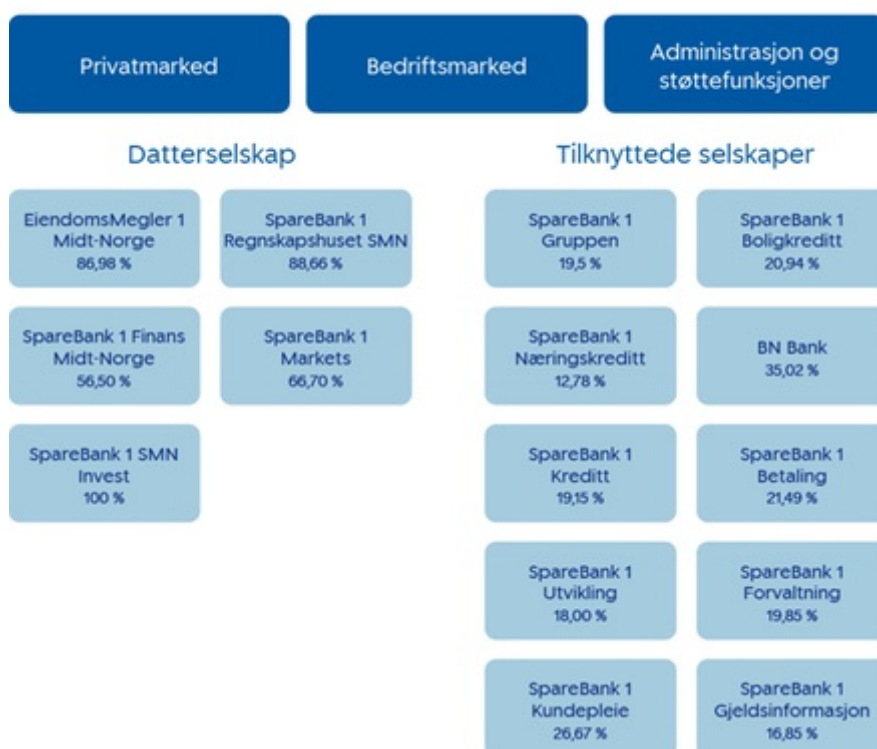 Privatmarked
Bedriftsmarked
Administrasjon og
støttefunksjoner
Datterselskap
EiendomsMegler 1
Midt-Norge
86,98 %
SpareBank 1
Regnskapshuset SMN
88,66 %
SpareBank 1 Finans
Midt-Norge
56,50 %
SpareBank 1
Markets
66,70 %
SpareBank 1 SMN
Invest
100 %
Tilknyttede selskaper
SpareBank 1
Gruppen
19,5 %
SpareBank 1
Boligkreditt
20,94 %
SpareBank 1
Næringskreditt
12,78 %
BN Bank
35,02 %
SpareBank 1
Kreditt
19,15 %
SpareBank 1
Betaling
21,49 %
SpareBank 1
Utvikling
18,00 %
SpareBank 1
Forvaltning
19,85 %
SpareBank 1
Kundepleie
26,67 %
SpareBank 1
Gjeldsinformasjon
16,85 %